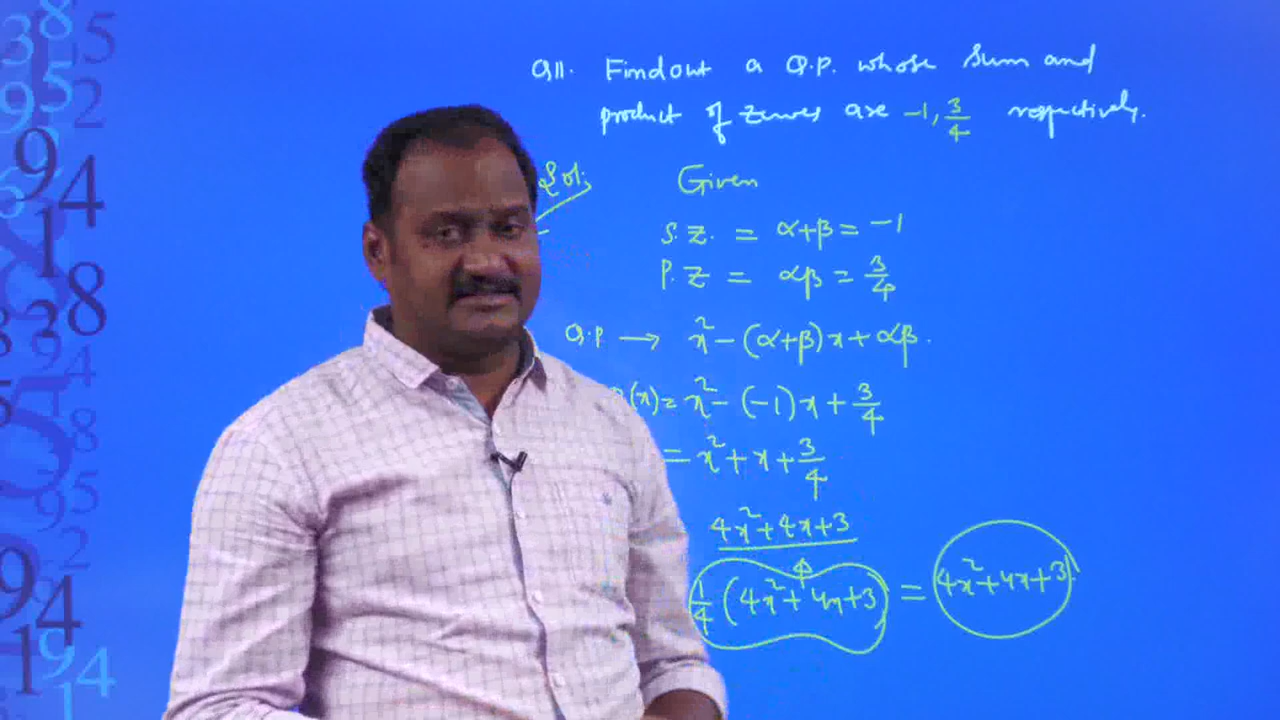 Q11. Findout a Q.P. whose sum and
product of zeroes are -1, 3/4 respectively.
Sol:
Given
S.Z. = α+β = -1
P.Z = αβ = 3/4
Q.P → x² - (α+β)x + αβ.
(x) = x² - (-1)x + 3/4
= x² + x + 3/4
4x² + 4x + 3
4
1/4 (4x² + 4x + 3) = 4x² + 4x + 3.